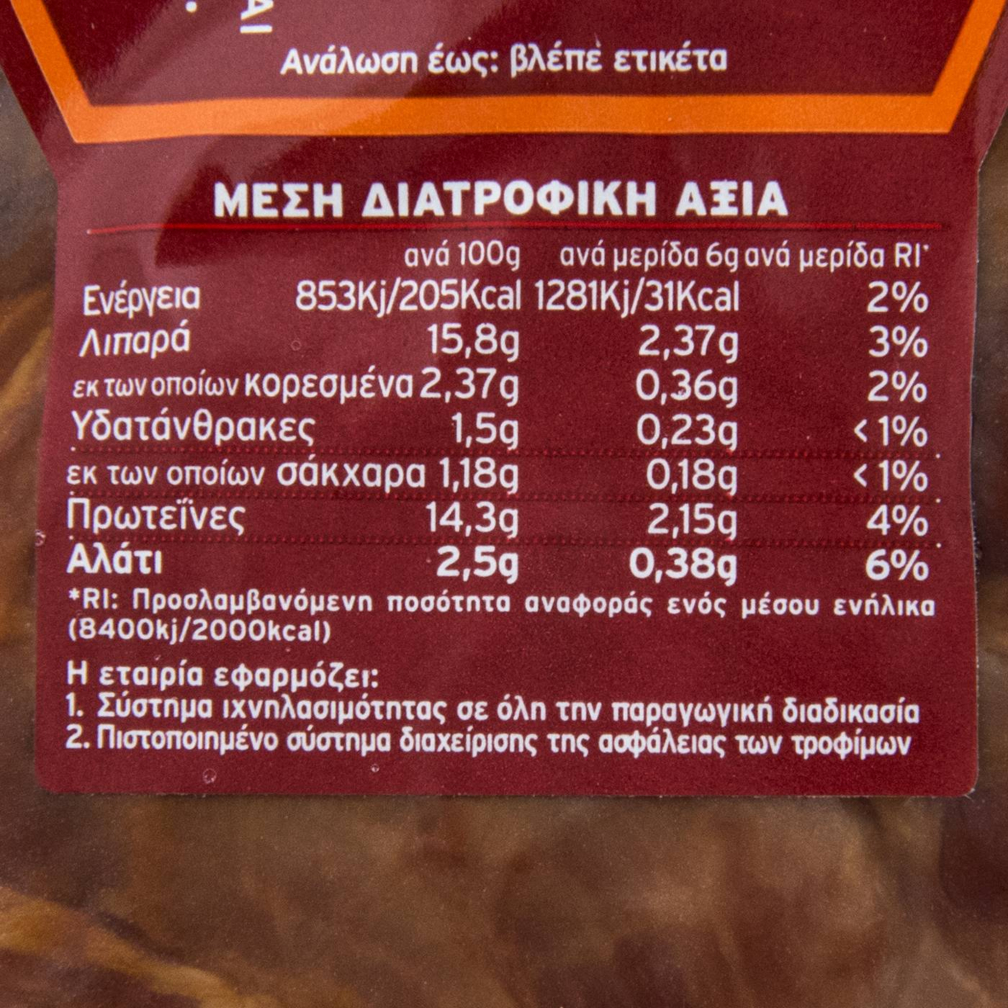 ΑΙ
Ανάλωση έως: βλέπε ετικέτα
ΜΕΣΗ ΔΙΑΤΡΟΦΙΚΗ ΑΞΙΑ
ανά 100g ανά μερίδα 6g ανά μερίδα RI*
Ενέργεια 853Kj/205Kcal 1281Kj/31Kcal 2%
Λιπαρά 15,8g 2,37g 3%
εκ των οποίων κορεσμένα 2,37g 0,36g 2%
Υδατάνθρακες 1,5g 0,23g <1%
εκ των οποίων σάκχαρα 1,18g 0,18g <1%
Πρωτεΐνες 14,3g 2,15g 4%
Αλάτι 2,5g 0,38g 6%
*RI: Προσλαμβανόμενη ποσότητα αναφοράς ενός μέσου ενήλικα
(8400kj/2000kcal)
Η εταιρία εφαρμόζει:
1. Σύστημα ιχνηλασιμότητας σε όλη την παραγωγική διαδικασία
2. Πιστοποιημένο σύστημα διαχείρισης της ασφάλειας των τροφίμων